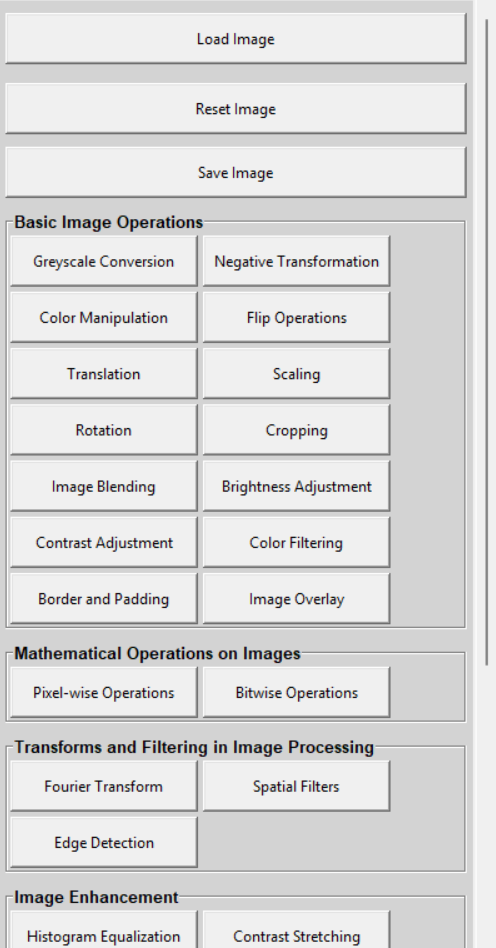 Load Image
Reset Image
Save Image
Basic Image Operations
Greyscale Conversion Negative Transformation
Color Manipulation Flip Operations
Translation Scaling
Rotation Cropping
Image Blending Brightness Adjustment
Contrast Adjustment Color Filtering
Border and Padding Image Overlay
Mathematical Operations on Images
Pixel-wise Operations Bitwise Operations
Transforms and Filtering in Image Processing
Fourier Transform Spatial Filters
Edge Detection
Image Enhancement
Histogram Equalization Contrast Stretching